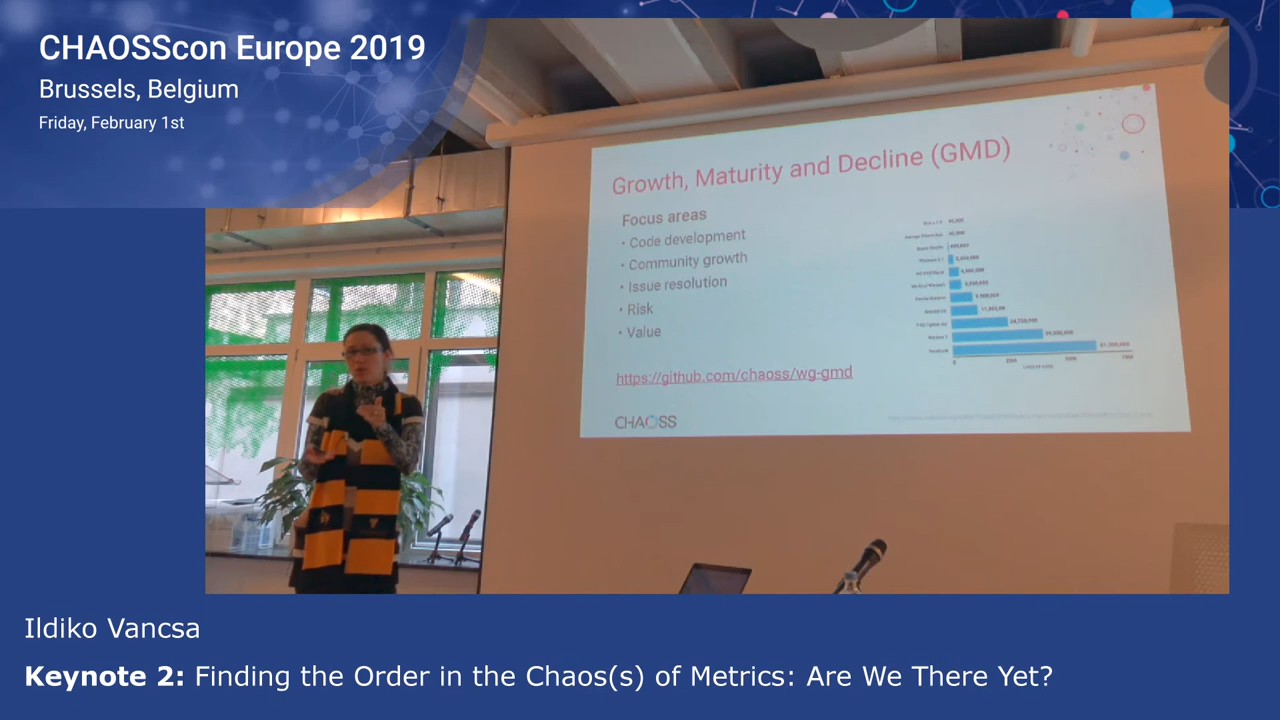 CHAOSScon Europe 2019
Brussels, Belgium
Friday, February 1st
Growth, Maturity and Decline (GMD)
Focus areas
• Code development
• Community growth
• Issue resolution
• Risk
• Value
https://github.com/chaoss/wg-gmd
CHAOSS
Facebook
0
Ildiko Vancsa
Keynote 2: Finding the Order in the Chaos(s) of Metrics: Are We There Yet?